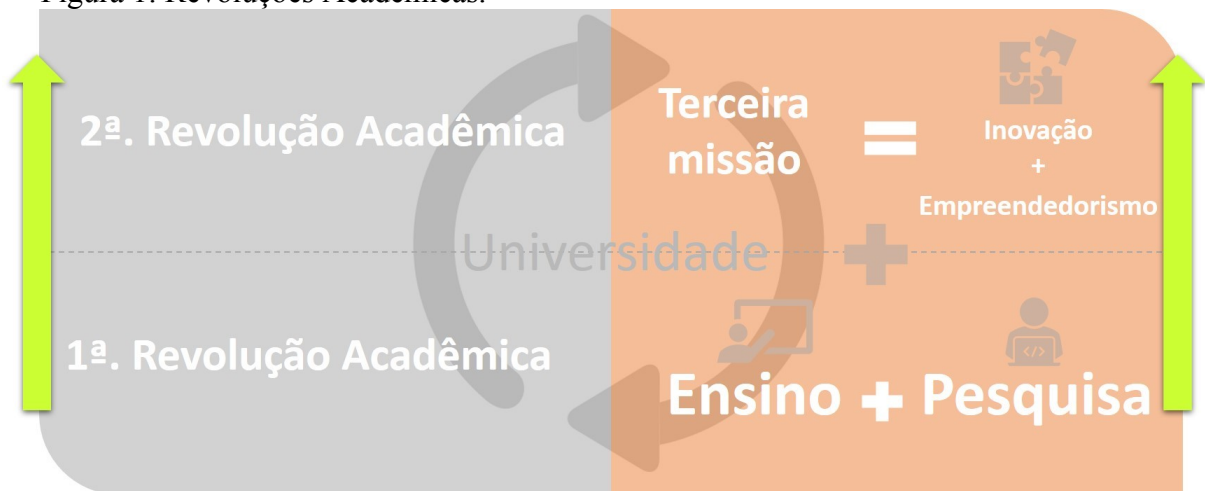 Figura 1: Revoluções Acadêmicas.
2ª. Revolução Acadêmica
Terceira
missão
=
Inovação
+
Empreendedorismo
Universidade
+
1ª. Revolução Acadêmica
Ensino + Pesquisa